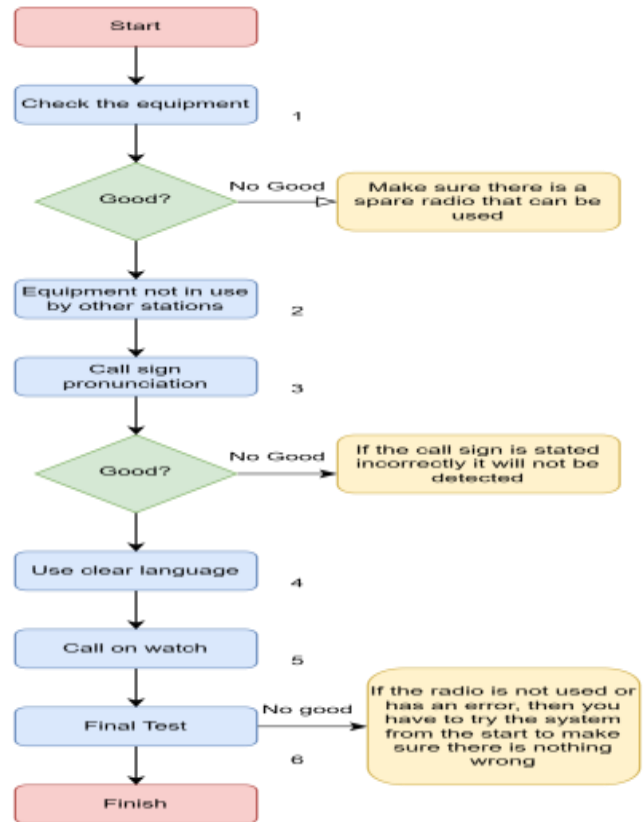 Start
Check the equipment
1
Good?
No Good
Make sure there is a
spare radio that can be
used
Equipment not in use
by other stations
2
Call sign
pronunciation
3
Good?
No Good
If the call sign is stated
incorrectly it will not be
detected
Use clear language
4
Call on watch
5
Final Test
No good
If the radio is not used or
has an error, then you
have to try the system
from the start to make
sure there is nothing
wrong
6
Finish